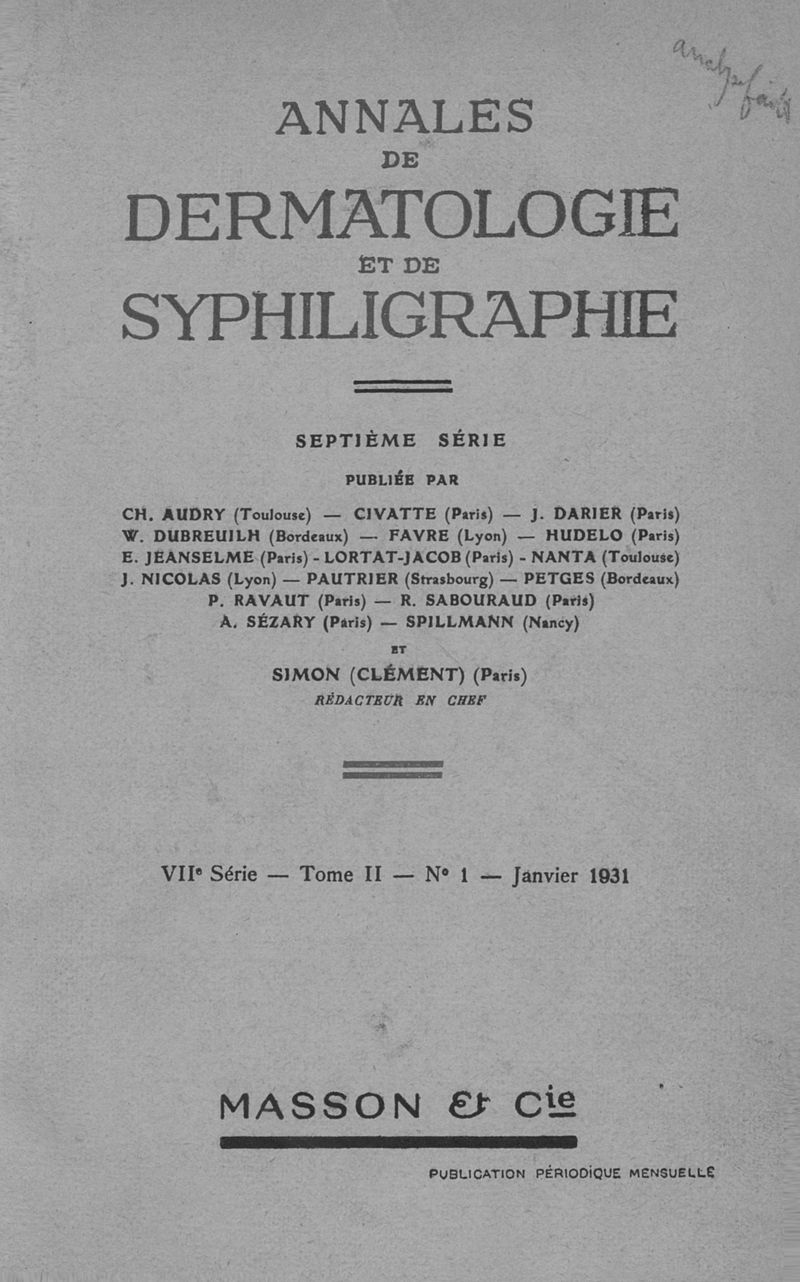 analyse faite
ANNALES
DE
DERMATOLOGIE
ET DE
SYPHILIGRAPHIE
SEPTIÈME SÉRIE
PUBLIÉE PAR
CH. AUDRY (Toulouse) — CIVATTE (Paris) — J. DARIER (Paris)
W. DUBREUILH (Bordeaux) — FAVRE (Lyon) — HUDELO (Paris)
E. JEANSELME (Paris) - LORTAT-JACOB (Paris) - NANTA (Toulouse)
J. NICOLAS (Lyon) — PAUTRIER (Strasbourg) — PETGES (Bordeaux)
P. RAVAUT (Paris) — R. SABOURAUD (Paris)
A. SÉZARY (Paris) — SPILLMANN (Nancy)
ET
SIMON (CLÉMENT) (Paris)
RÉDACTEUR EN CHEF
VIIe Série — Tome II — No 1 — Janvier 1931
MASSON & Cie
PUBLICATION PÉRIODIQUE MENSUELLE